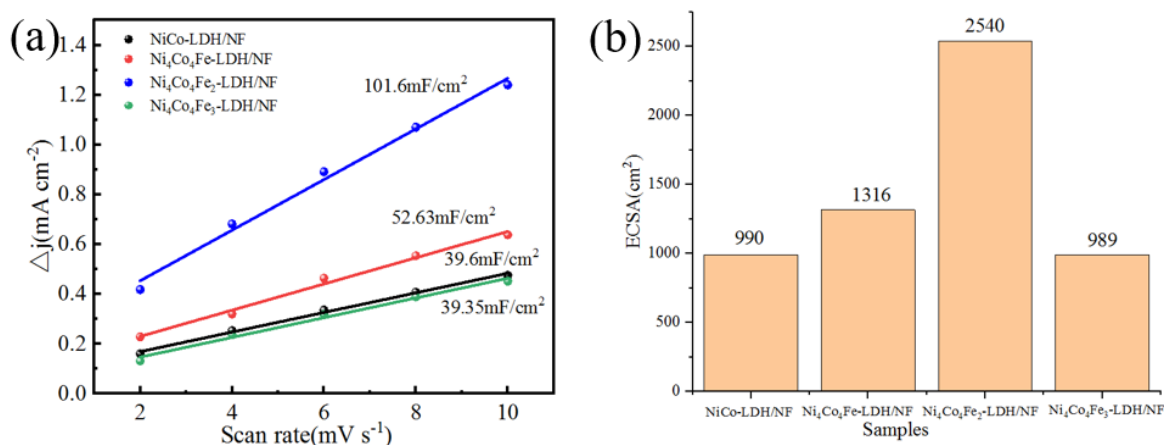 (a)
NiCo-LDH/NF
Ni₄Co₄Fe-LDH/NF
Ni₄Co₄Fe₂-LDH/NF
Ni₄Co₄Fe₃-LDH/NF
101.6mF/cm²
52.63mF/cm²
39.6mF/cm²
39.35mF/cm²
△j(mA cm⁻²)
1.4
1.2
1.0
0.8
0.6
0.4
0.2
0.0
2 4 6 8 10
Scan rate(mV s⁻¹)
(b)
ECSA(cm²)
2500
2000
1500
1000
500
0
990
1316
2540
989
NiCo-LDH/NF Ni₄Co₄Fe-LDH/NF Ni₄Co₄Fe₂-LDH/NF Ni₄Co₄Fe₃-LDH/NF
Samples